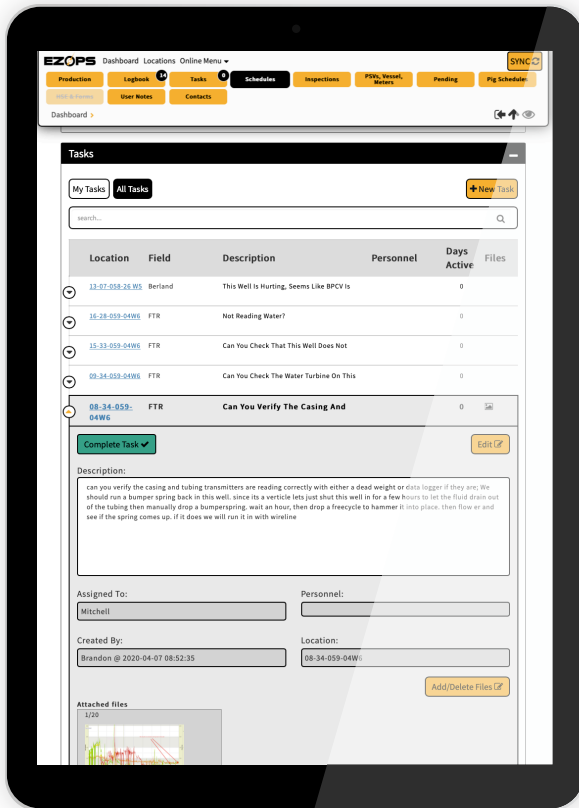 EZOPS Dashboard Locations Online Menu SYNC
Production Logbook 14 Tasks 0 Schedules Inspections PSVs, Vessel, Meters Pending Pig Schedules
User Notes Contacts
Dashboard >
Tasks
My Tasks All Tasks + New Task
search...
Location Field Description Personnel Days Active Files
13-07-058-26 W5 Berland This Well Is Hurting, Seems Like BPCV Is 0
16-28-059-04W6 FTR Not Reading Water? 0
15-33-059-04W6 FTR Can You Check That This Well Does Not 0
09-34-059-04W6 FTR Can You Check The Water Turbine On This 0
08-34-059-04W6 FTR Can You Verify The Casing And 0
Complete Task Edit
Description:
can you verify the casing and tubing transmitters are reading correctly with either a dead weight or data logger if they are; We
should run a bumper spring back in this well. since its a verticle lets just shut this well in for a few hours to let the fluid drain out
of the tubing then manually drop a bumperspring. wait an hour, then drop a freecycle to hammer it into place. then flow er and
see if the spring comes up. if it does we will run it in with wireline
Assigned To: Personnel:
Mitchell
Created By: Location:
Brandon @ 2020-04-07 08:52:35 08-34-059-04W6
Add/Delete Files
Attached files
1/20